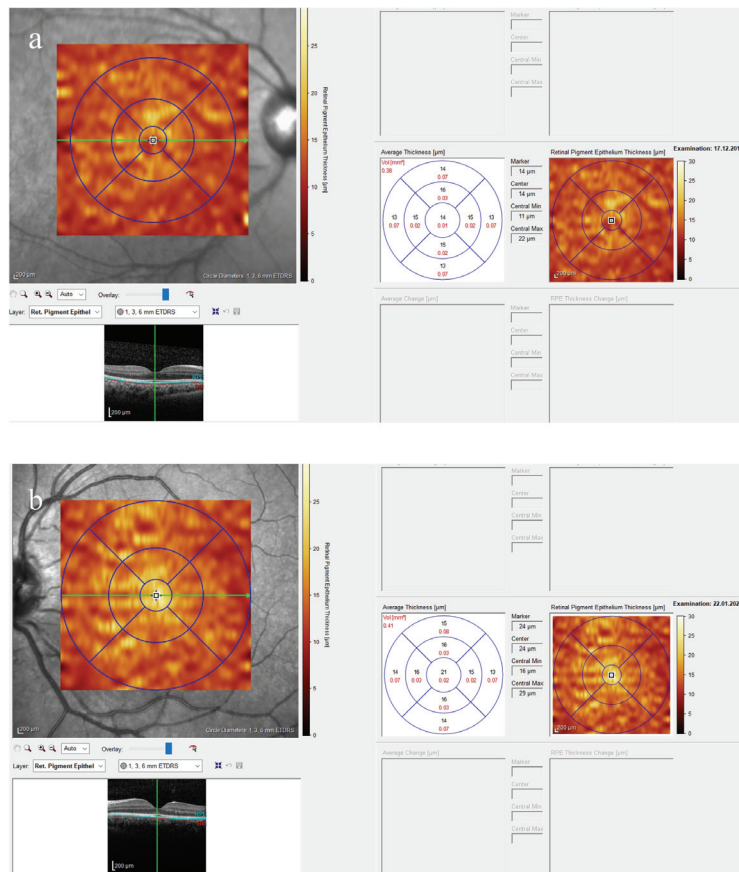 a
25
20
15
10
5
0
Retinal Pigment Epithelium Thickness [µm]
200 µm
Circle Diameters: 1, 3, 6 mm ETDRS
Auto
Overlay:
Layer: Ret. Pigment Epithel
1, 3, 6 mm ETDRS
200 µm
Marker
Center
Central Min
Central Max
Average Thickness [µm]
Vol [mm³]
0.38
14
0.07
16
0.03
13
0.07
15
0.02
14
0.01
15
0.02
13
0.07
15
0.02
13
0.07
Marker
14 µm
Center
14 µm
Central Min
11 µm
Central Max
22 µm
Retinal Pigment Epithelium Thickness [µm]
Examination: 17.12.201
30
25
20
15
10
5
0
200 µm
Average Change [µm]
Marker
Center
Central Min
Central Max
RPE Thickness Change [µm]
b
25
20
15
10
5
0
Retinal Pigment Epithelium Thickness [µm]
200 µm
Circle Diameters: 1, 3, 6 mm ETDRS
Auto
Overlay:
Layer: Ret. Pigment Epithel
1, 3, 6 mm ETDRS
200 µm
Marker
Center
Central Min
Central Max
Average Thickness [µm]
Vol [mm³]
0.41
15
0.08
16
0.03
14
0.07
16
0.03
21
0.02
15
0.02
13
0.07
16
0.03
14
0.07
Marker
24 µm
Center
24 µm
Central Min
16 µm
Central Max
29 µm
Retinal Pigment Epithelium Thickness [µm]
Examination: 22.01.202
30
25
20
15
10
5
0
200 µm
Average Change [µm]
Marker
Center
Central Min
Central Max
RPE Thickness Change [µm]